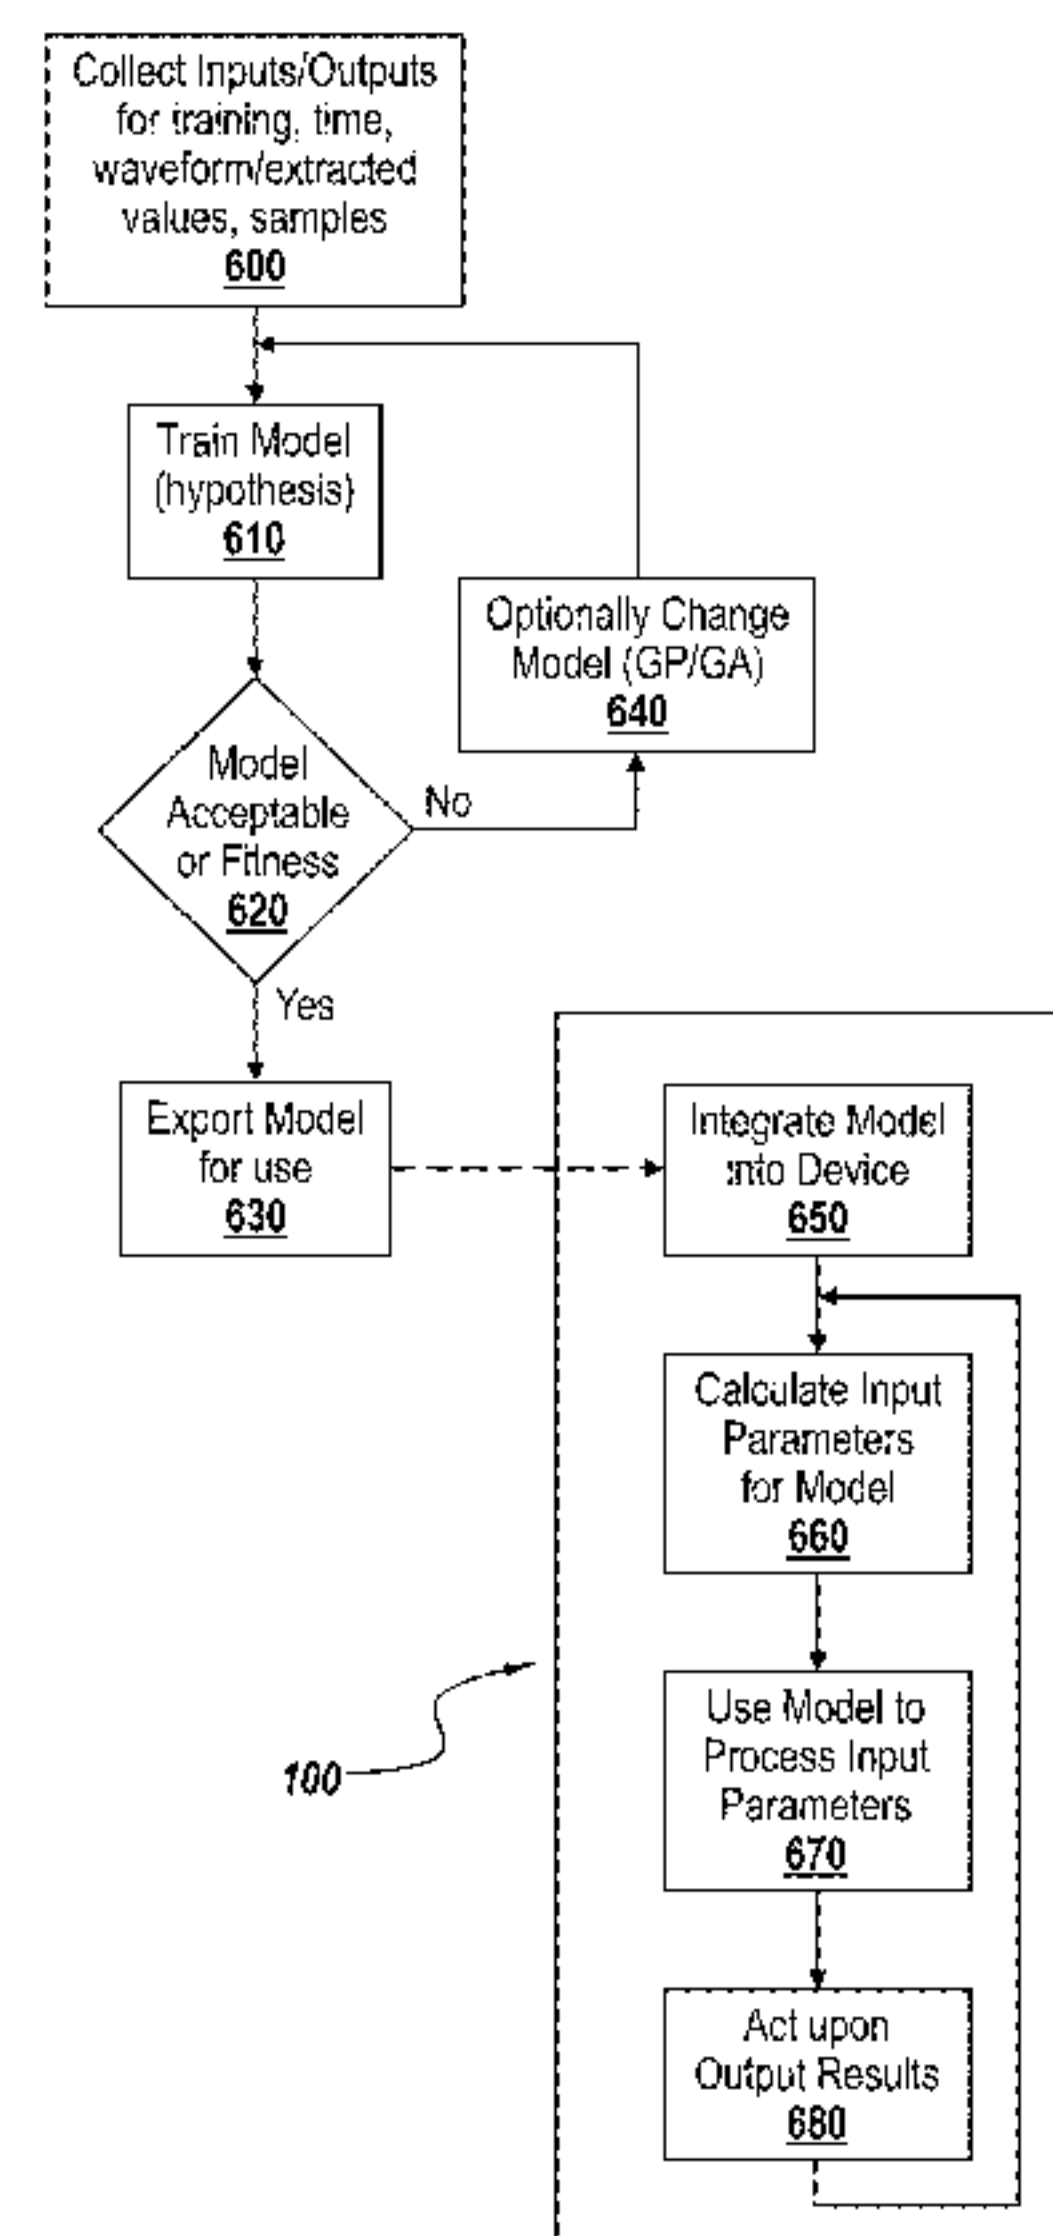 Collect Inputs/Outputs
for training, time,
waveform/extracted
values, samples
600
Train Model
(hypothesis)
610
Optionally Change
Model (GP/GA)
640
Model
Acceptable
or Fitness
620
No
Yes
Export Model
for use
630
Integrate Model
into Device
650
Calculate Input
Parameters
for Model
660
Use Model to
Process Input
Parameters
670
100
Act upon
Output Results
680